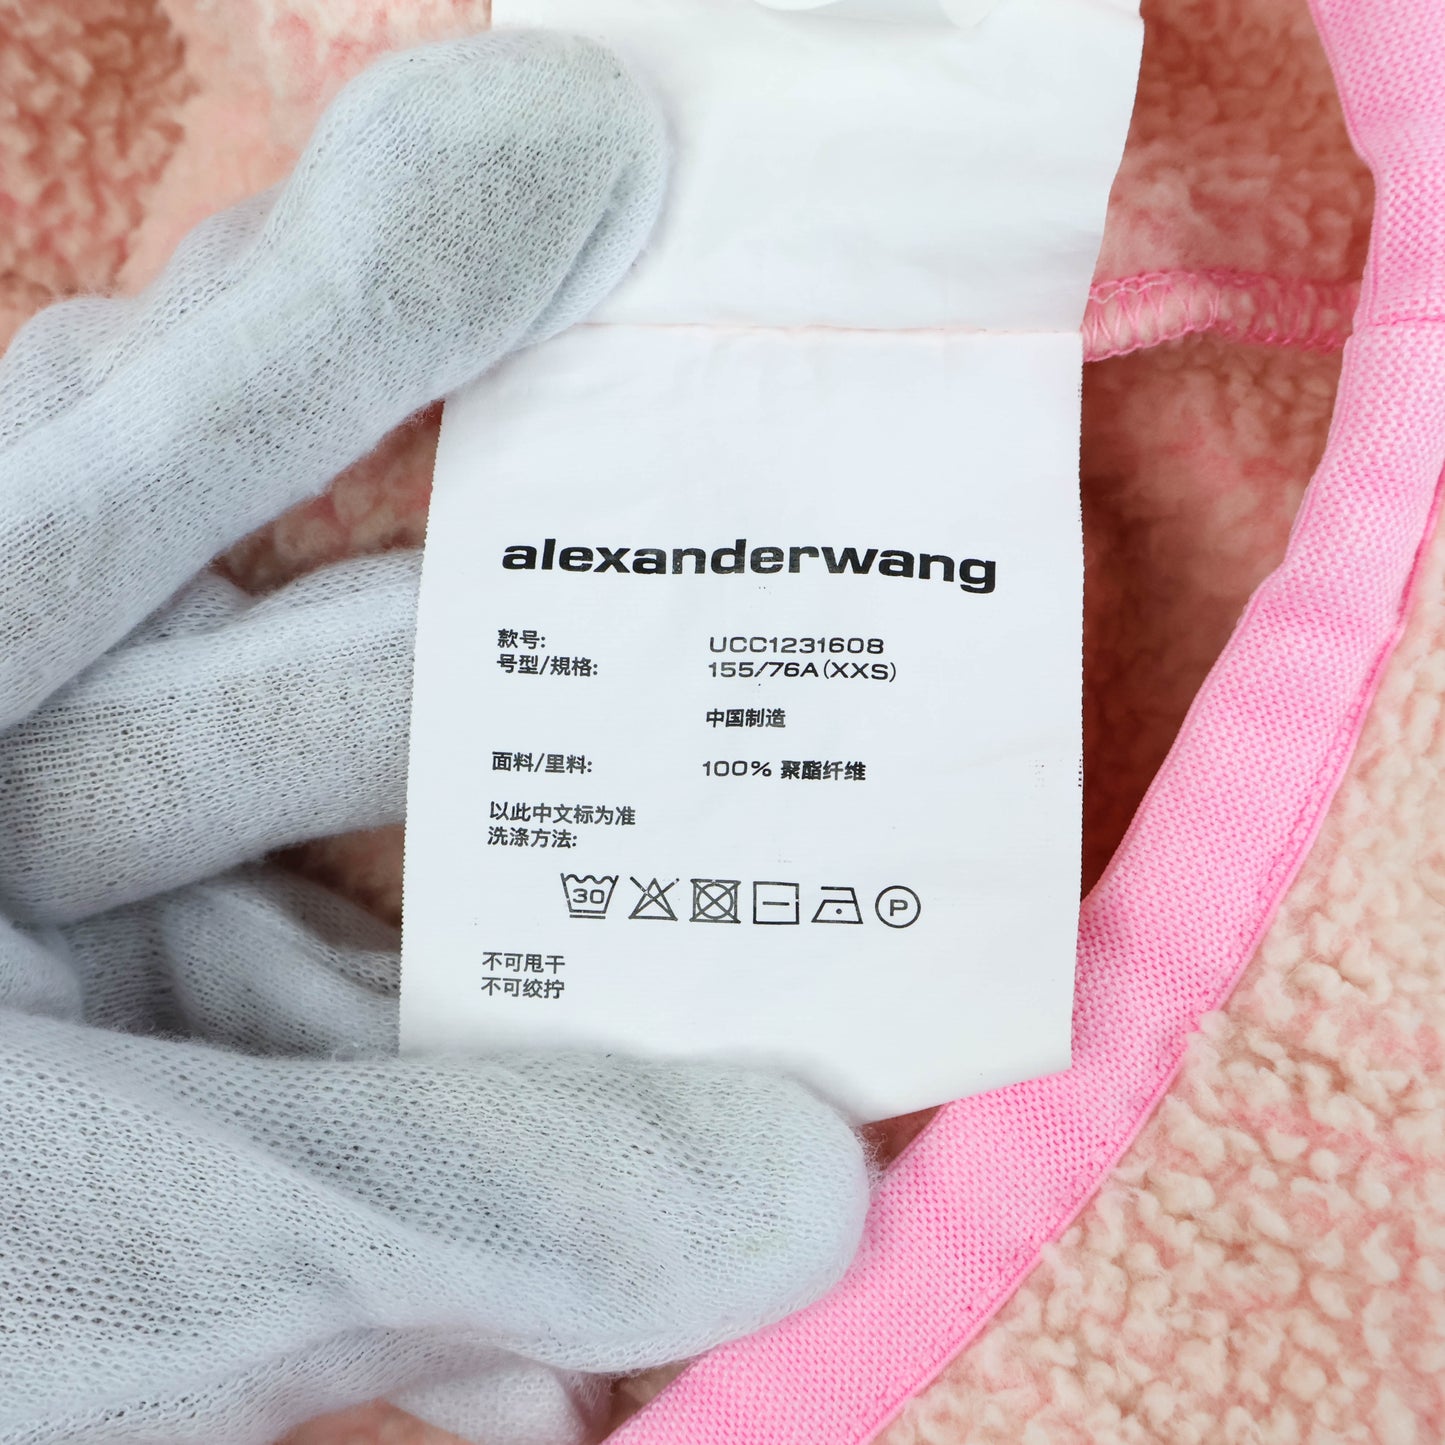 alexanderwang
款号: UCC1231608
号型/規格: 155/76A(XXS)
中国制造
面料/里料: 100% 聚酯纤维
以此中文标为准
洗涤方法:
30 P
不可甩干
不可绞拧